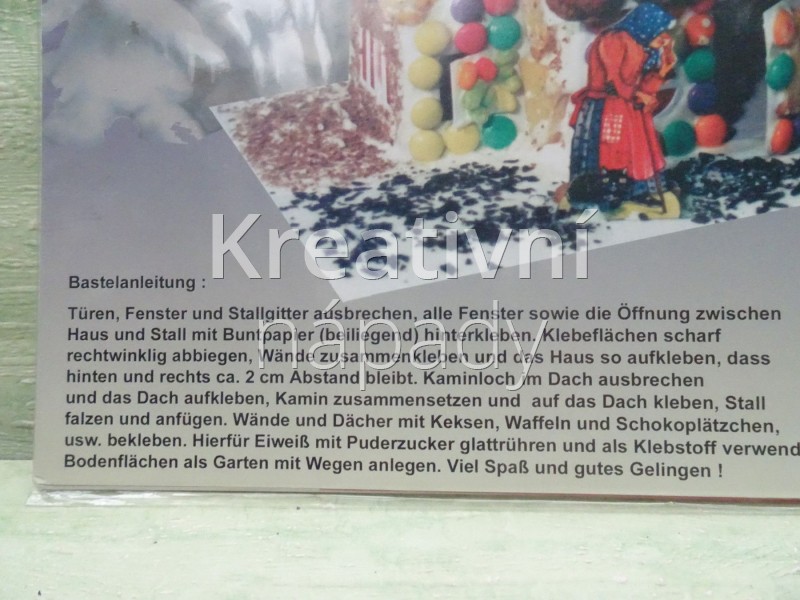 Kreativní
nápady
Bastelanleitung :
Türen, Fenster und Stallgitter ausbrechen, alle Fenster sowie die Öffnung zwischen
Haus und Stall mit Buntpapier (beiliegend) hinterkleben. Klebeflächen scharf
rechtwinklig abbiegen, Wände zusammenkleben und das Haus so aufkleben, dass
hinten und rechts ca. 2 cm Abstand bleibt. Kaminloch im Dach ausbrechen
und das Dach aufkleben, Kamin zusammensetzen und auf das Dach kleben, Stall
falzen und anfügen. Wände und Dächer mit Keksen, Waffeln und Schokoplätzchen,
usw. bekleben. Hierfür Eiweiß mit Puderzucker glattrühren und als Klebstoff verwend
Bodenflächen als Garten mit Wegen anlegen. Viel Spaß und gutes Gelingen !